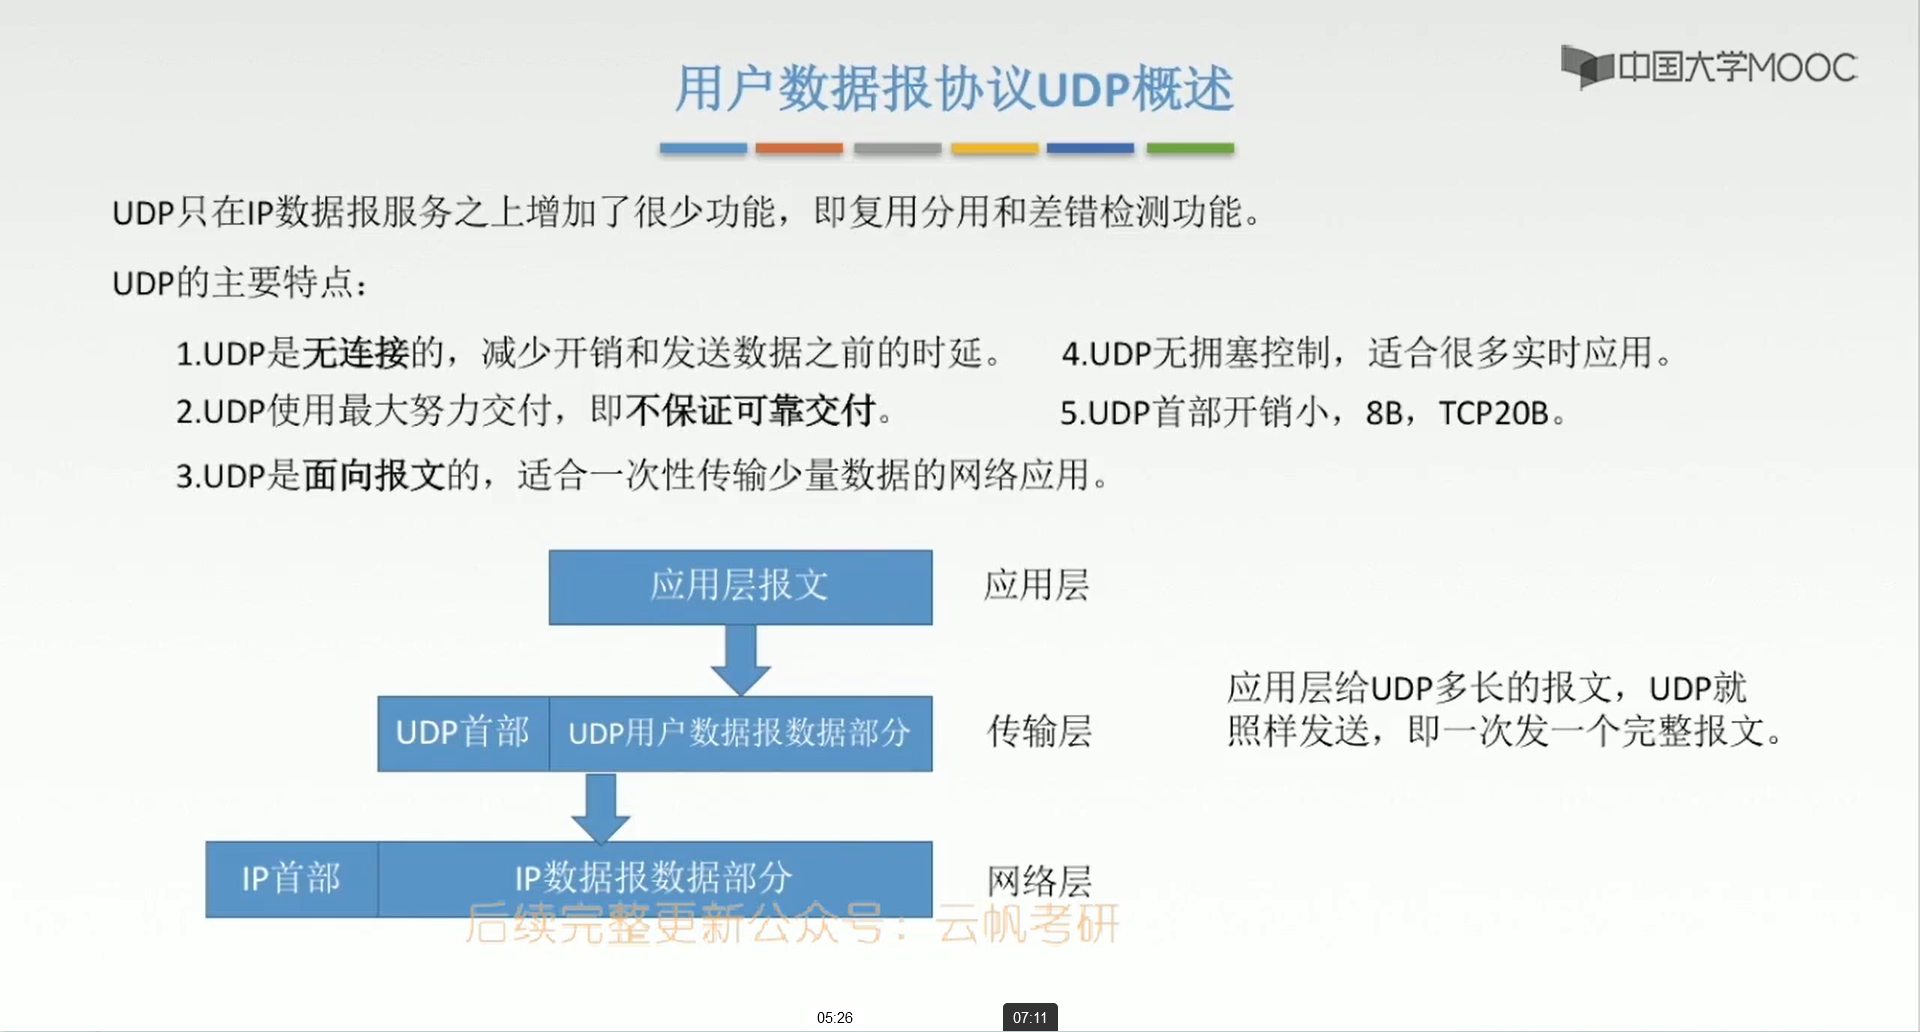 用户数据报协议UDP概述
中国大学MOOC
UDP只在IP数据报服务之上增加了很少功能，即复用分用和差错检测功能。
UDP的主要特点：
1.UDP是无连接的，减少开销和发送数据之前的时延。
2.UDP使用最大努力交付，即不保证可靠交付。
3.UDP是面向报文的，适合一次性传输少量数据的网络应用。
4.UDP无拥塞控制，适合很多实时应用。
5.UDP首部开销小，8B，TCP20B。
应用层报文
应用层
UDP首部
UDP用户数据报数据部分
传输层
应用层给UDP多长的报文，UDP就
照样发送，即一次发一个完整报文。
IP首部
IP数据报数据部分
网络层
后续完整更新公众号：云帆考研
05:26
07:11